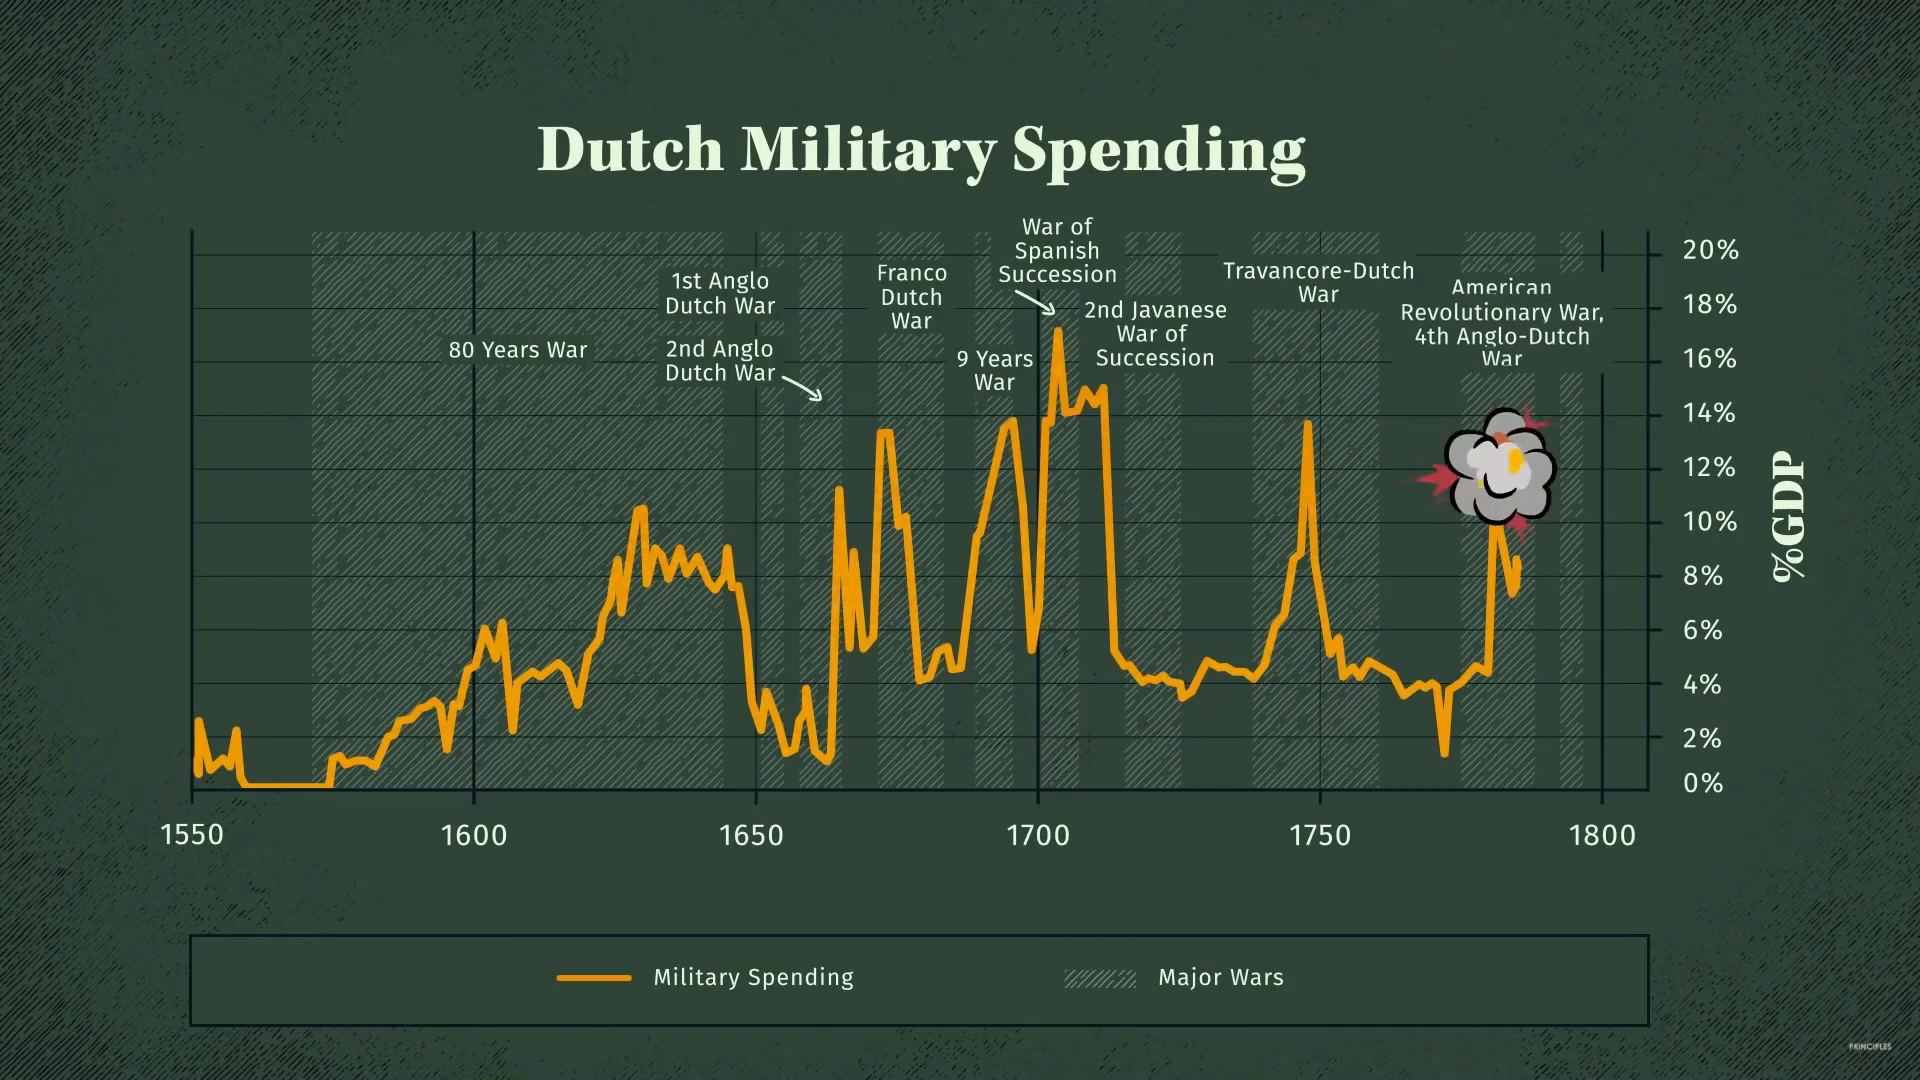 Dutch Military Spending
War of
Spanish
Succession
1st Anglo
Dutch War
Franco
Dutch
War
Travancore-Dutch
War
American
Revolutionary War,
4th Anglo-Dutch
War
2nd Javanese
War of
Succession
80 Years War
2nd Anglo
Dutch War
9 Years
War
20%
18%
16%
14%
12%
10%
8%
6%
4%
2%
0%
%GDP
1550
1600
1650
1700
1750
1800
Military Spending
Major Wars
PRINCIPLES